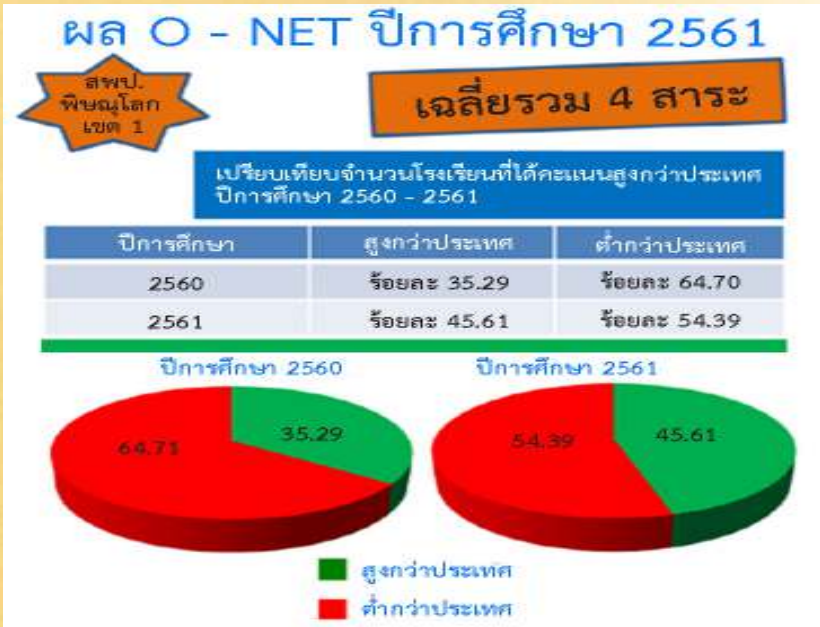 ผล O - NET ปีการศึกษา 2561
สพป.
พิษณุโลก
เขต 1
เฉลี่ยรวม 4 สาระ
เปรียบเทียบจำนวนโรงเรียนที่ได้คะแนนสูงกว่าประเทศ
ปีการศึกษา 2560 - 2561
ปีการศึกษา สูงกว่าประเทศ ต่ำกว่าประเทศ
2560 ร้อยละ 35.29 ร้อยละ 64.70
2561 ร้อยละ 45.61 ร้อยละ 54.39
ปีการศึกษา 2560 ปีการศึกษา 2561
64.71 35.29 54.39 45.61
สูงกว่าประเทศ
ต่ำกว่าประเทศ